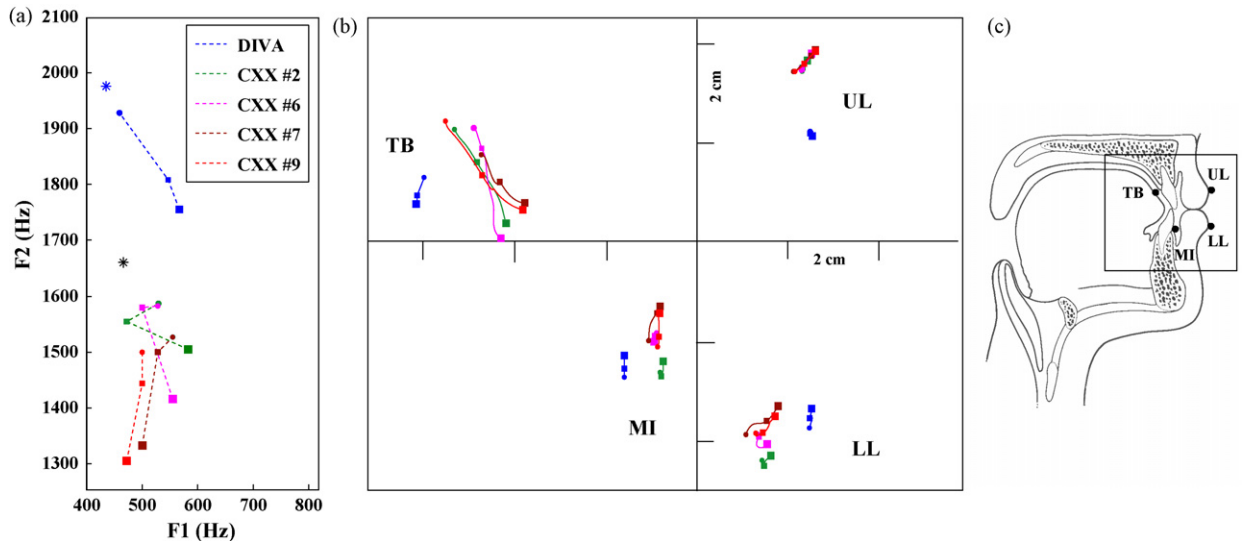 (a)
2100
2000
1900
1800
1700
1600
1500
1400
1300
F2 (Hz)
400 500 600 700 800
F1 (Hz)
DIVA
CXX #2
CXX #6
CXX #7
CXX #9
(b)
TB
UL
2 cm
2 cm
MI
LL
(c)
TB
UL
MI
LL